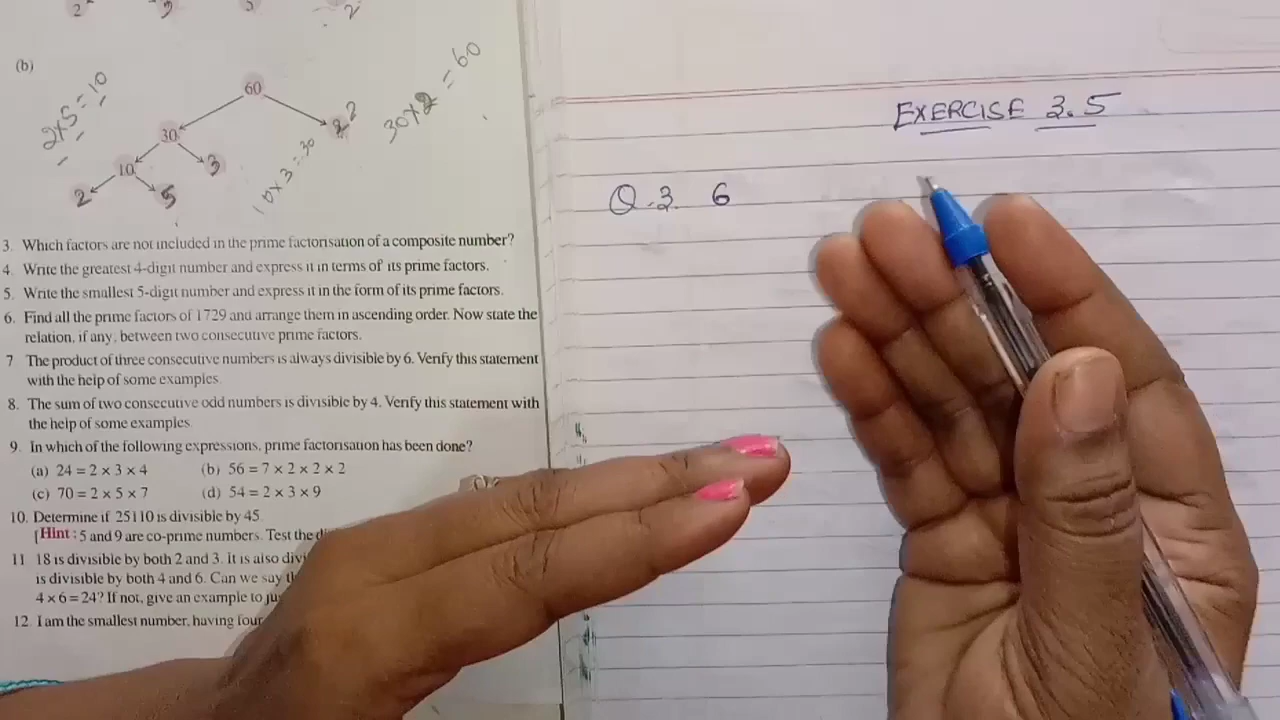 2 5
(b)
2 × 5 = 10
60
30 × 2 = 60
30 2 2
10 × 3 = 30
10 3
2 5
3. Which factors are not included in the prime factorisation of a composite number?
4. Write the greatest 4-digit number and express it in terms of its prime factors.
5. Write the smallest 5-digit number and express it in the form of its prime factors.
6. Find all the prime factors of 1729 and arrange them in ascending order. Now state the
relation, if any, between two consecutive prime factors.
7 The product of three consecutive numbers is always divisible by 6. Verify this statement
with the help of some examples.
8. The sum of two consecutive odd numbers is divisible by 4. Verify this statement with
the help of some examples
9. In which of the following expressions, prime factorisation has been done?
(a) 24 = 2 × 3 × 4 (b) 56 = 7 × 2 × 2 × 2
(c) 70 = 2 × 5 × 7 (d) 54 = 2 × 3 × 9
10. Determine if 25110 is divisible by 45
[Hint : 5 and 9 are co-prime numbers. Test the
11 18 is divisible by both 2 and 3. It is also
is divisible by both 4 and 6. Can we say
4 × 6 = 24? If not, give an example to
12. I am the smallest number, having four
EXERCISE 3.5
Q.3. 6